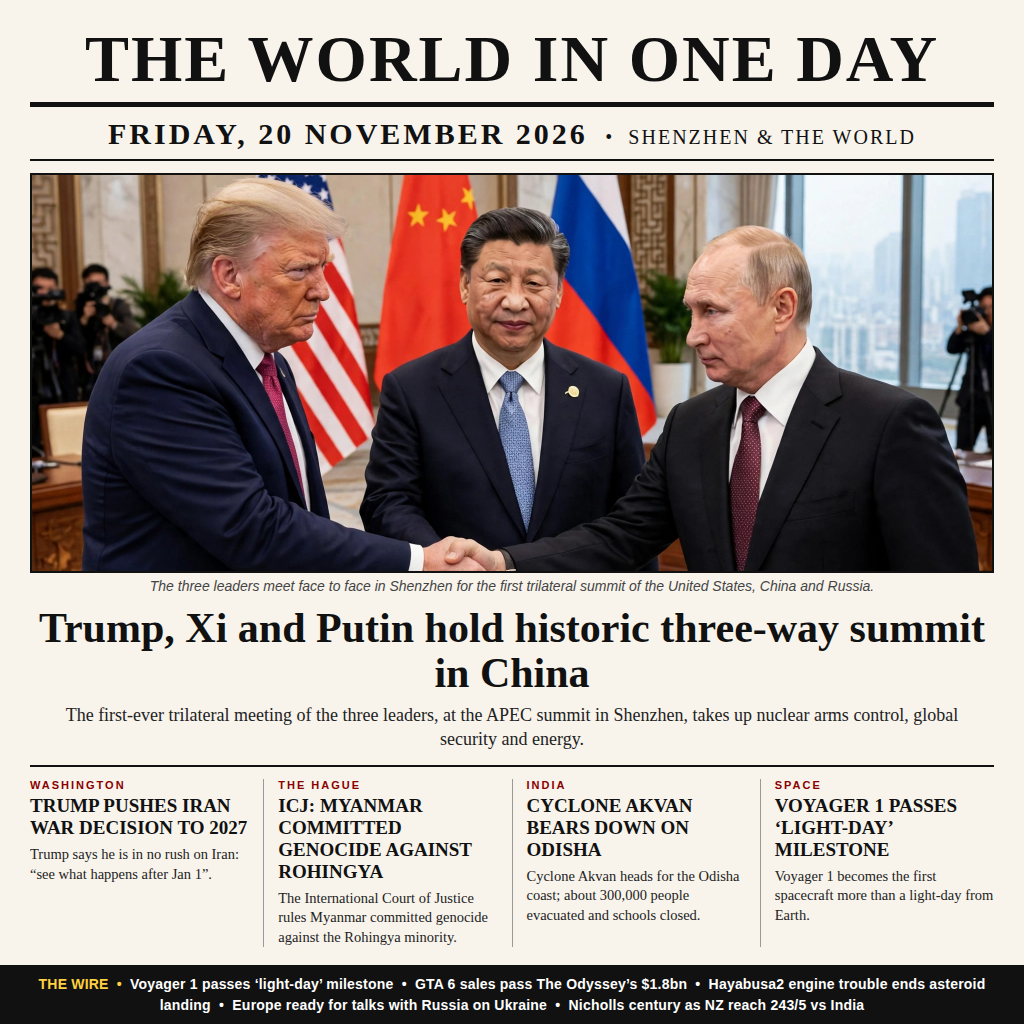 THE WORLD IN ONE DAY
FRIDAY, 20 NOVEMBER 2026 • SHENZHEN & THE WORLD
The three leaders meet face to face in Shenzhen for the first trilateral summit of the United States, China and Russia.
Trump, Xi and Putin hold historic three-way summit
in China
The first-ever trilateral meeting of the three leaders, at the APEC summit in Shenzhen, takes up nuclear arms control, global
security and energy.
WASHINGTON
TRUMP PUSHES IRAN
WAR DECISION TO 2027
Trump says he is in no rush on Iran:
“see what happens after Jan 1”.
THE HAGUE
ICJ: MYANMAR
COMMITTED
GENOCIDE AGAINST
ROHINGYA
The International Court of Justice
rules Myanmar committed genocide
against the Rohingya minority.
INDIA
CYCLONE AKVAN
BEARS DOWN ON
ODISHA
Cyclone Akvan heads for the Odisha
coast; about 300,000 people
evacuated and schools closed.
SPACE
VOYAGER 1 PASSES
‘LIGHT-DAY’
MILESTONE
Voyager 1 becomes the first
spacecraft more than a light-day from
Earth.
THE WIRE • Voyager 1 passes ‘light-day’ milestone • GTA 6 sales pass The Odyssey’s $1.8bn • Hayabusa2 engine trouble ends asteroid
landing • Europe ready for talks with Russia on Ukraine • Nicholls century as NZ reach 243/5 vs India